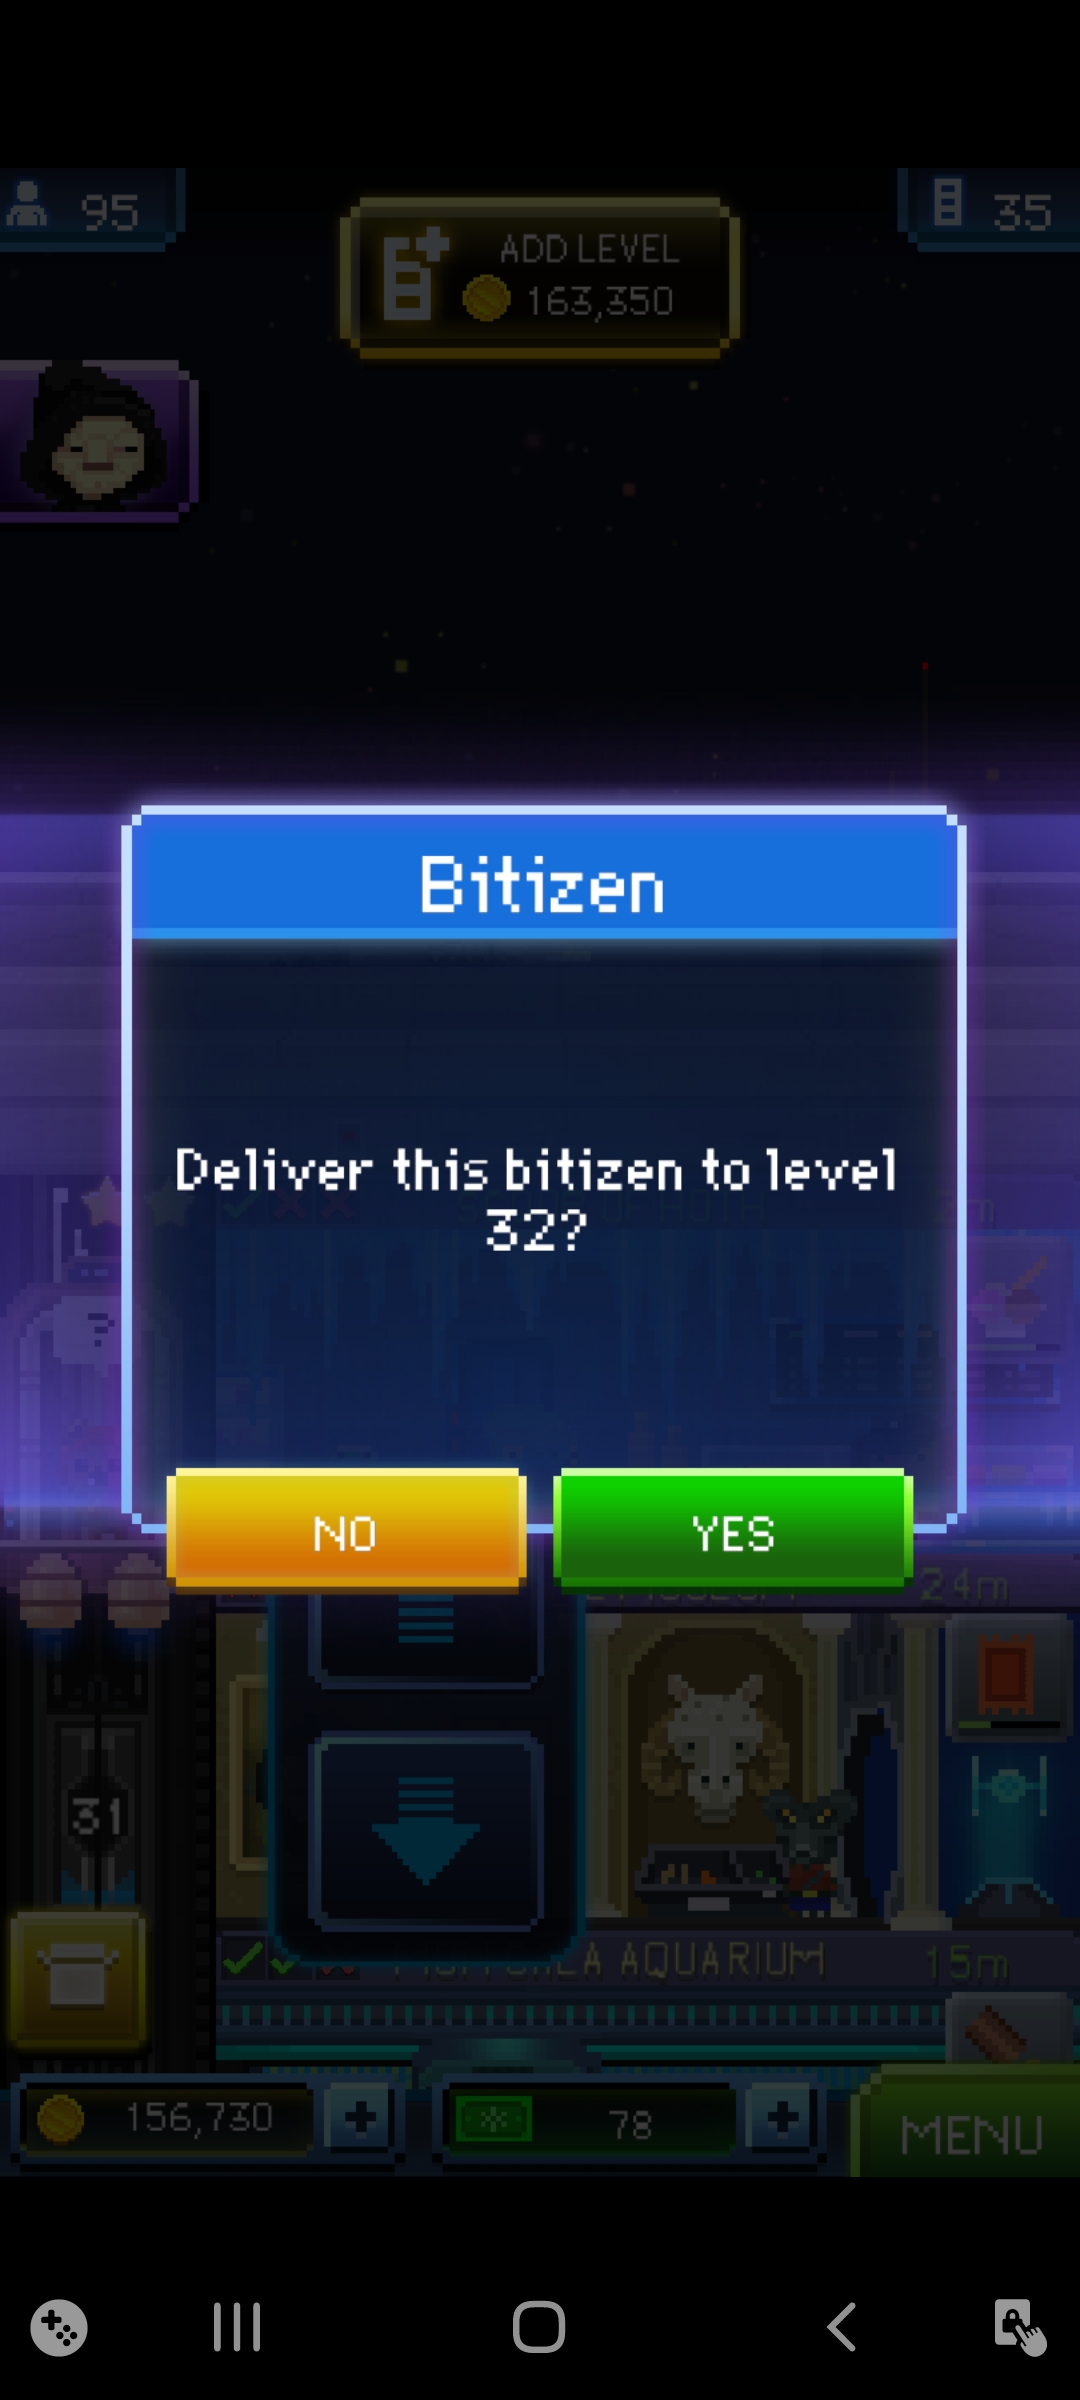 95
35
ADD LEVEL
163,350
Bitizen
Deliver this bitizen to level
32?
?
NO
YES
24m
31
AQUARIUM
15m
156,730
78
MENU